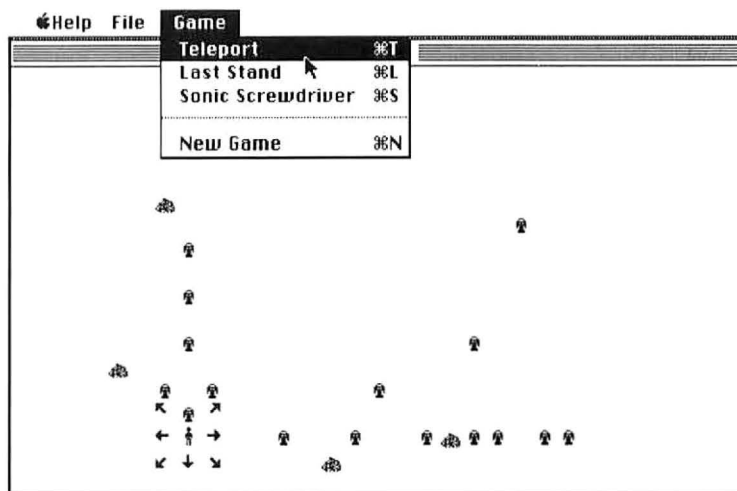 Help File Game
Teleport ⌘T
Last Stand ⌘L
Sonic Screwdriver ⌘S
New Game ⌘N